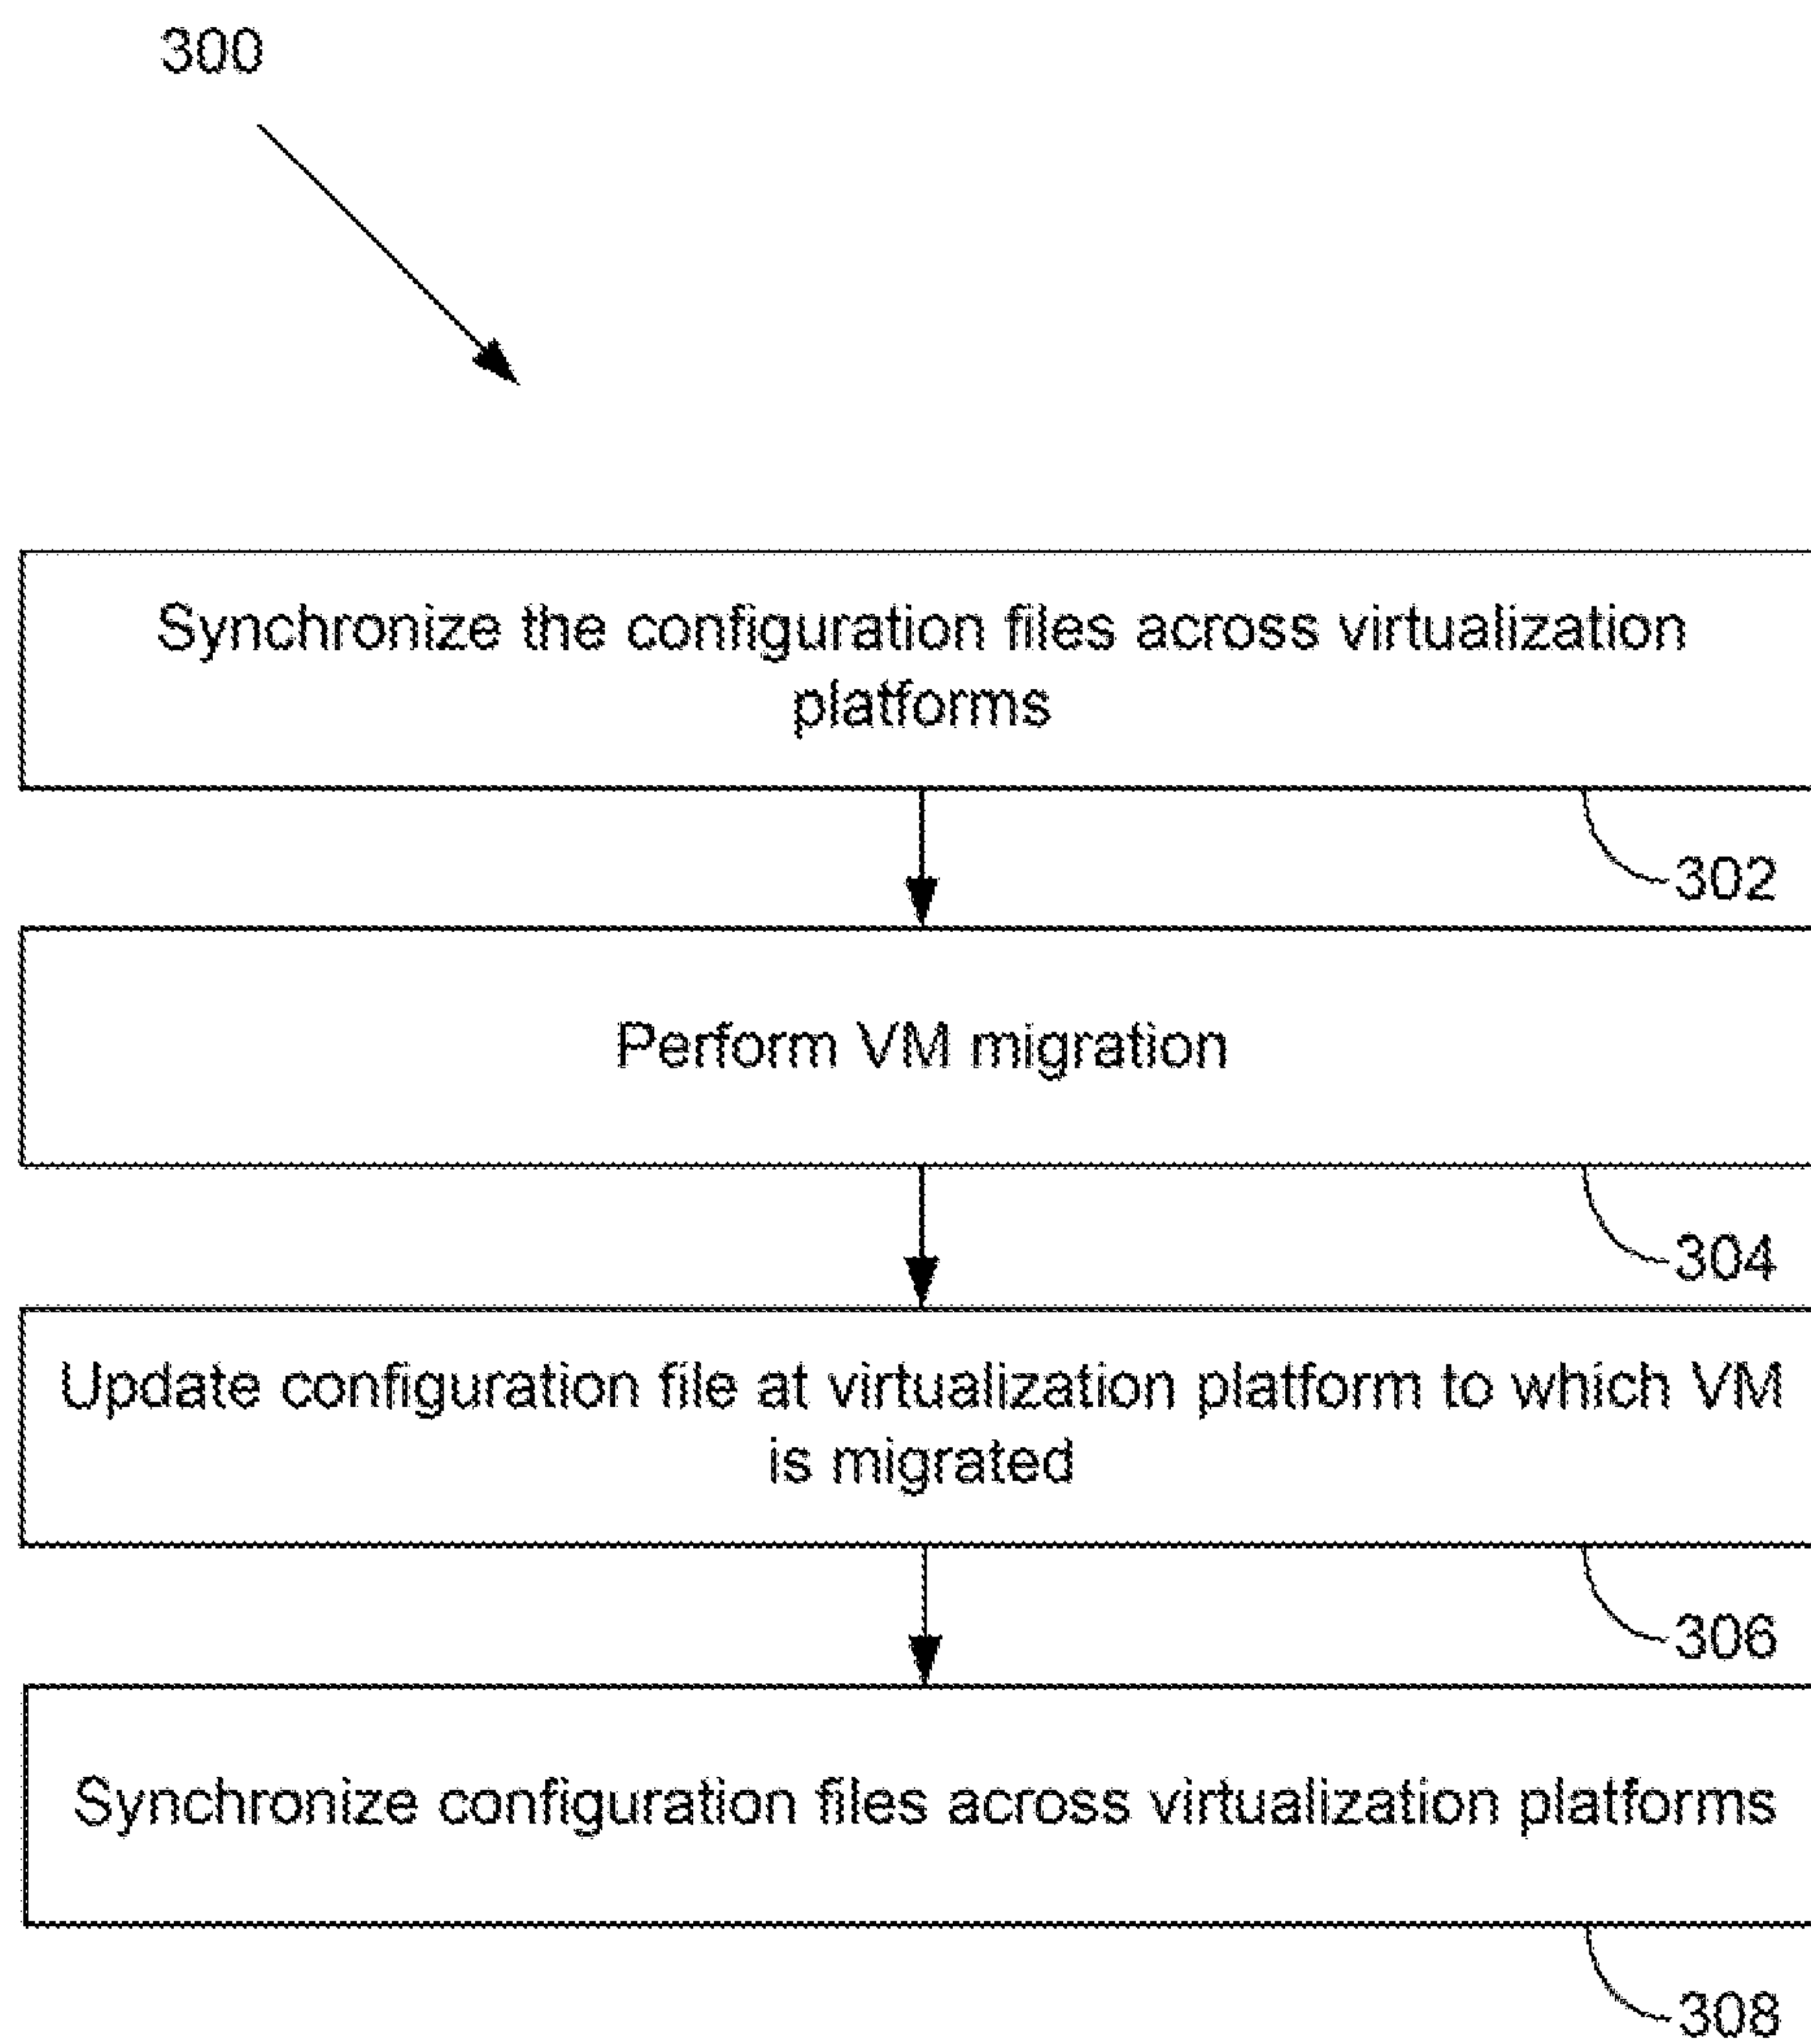 300
Synchronize the configuration files across virtualization
platforms
302
Perform VM migration
304
Update configuration file at virtualization platform to which VM
is migrated
306
Synchronize configuration files across virtualization platforms
308